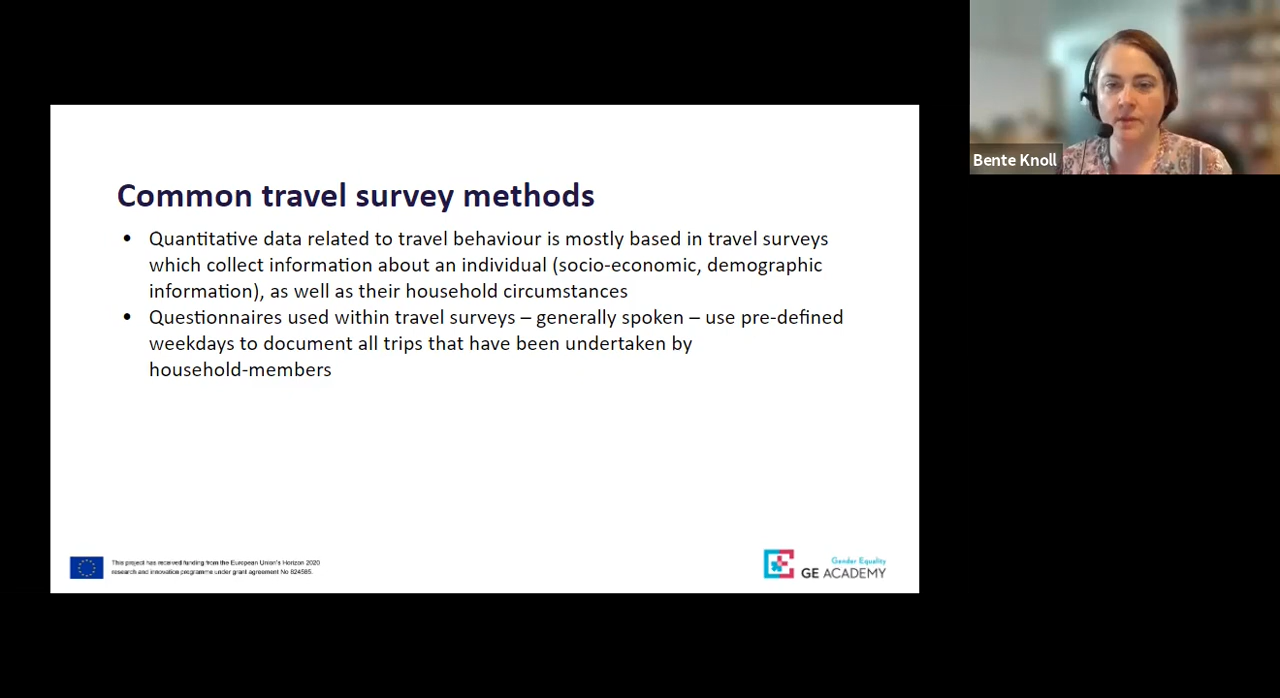 Common travel survey methods
• Quantitative data related to travel behaviour is mostly based in travel surveys
which collect information about an individual (socio-economic, demographic
information), as well as their household circumstances
• Questionnaires used within travel surveys – generally spoken – use pre-defined
weekdays to document all trips that have been undertaken by
household-members
This project has received funding from the European Union's Horizon 2020
research and innovation programme under grant agreement No 824585.
Gender Equality
GE ACADEMY
Bente Knoll